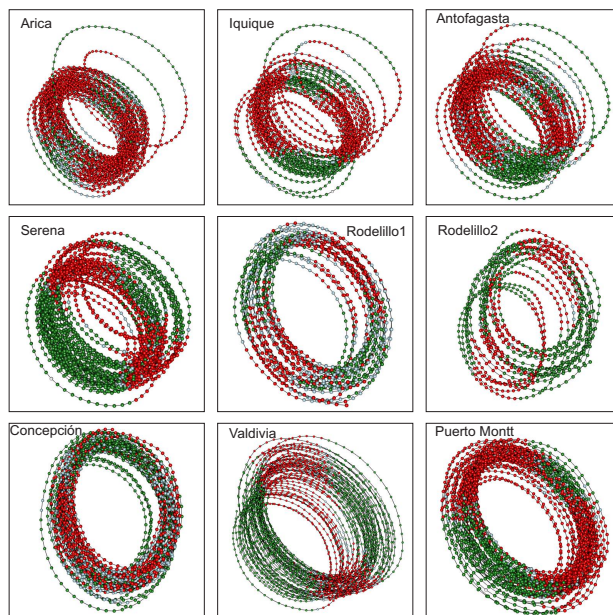 Arica
Iquique
Antofagasta
Serena
Rodelillo1
Rodelillo2
Concepción
Valdivia
Puerto Montt